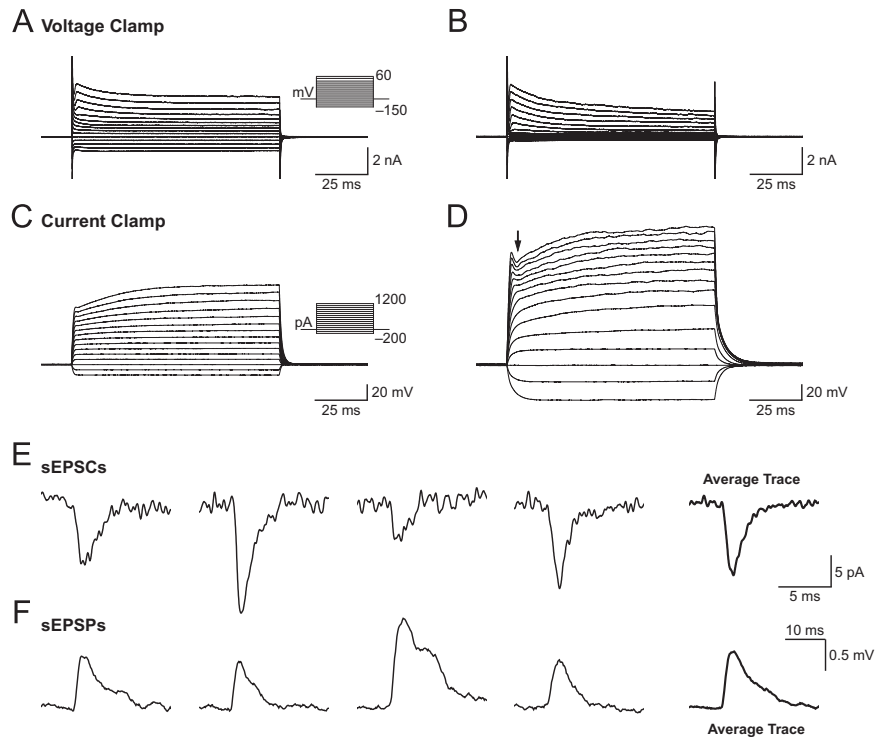 A Voltage Clamp
B
60
mV
–150
2 nA
25 ms
2 nA
25 ms
C Current Clamp
D
1200
pA
–200
20 mV
25 ms
20 mV
25 ms
E
sEPSCs
Average Trace
5 pA
5 ms
F
sEPSPs
10 ms
0.5 mV
Average Trace